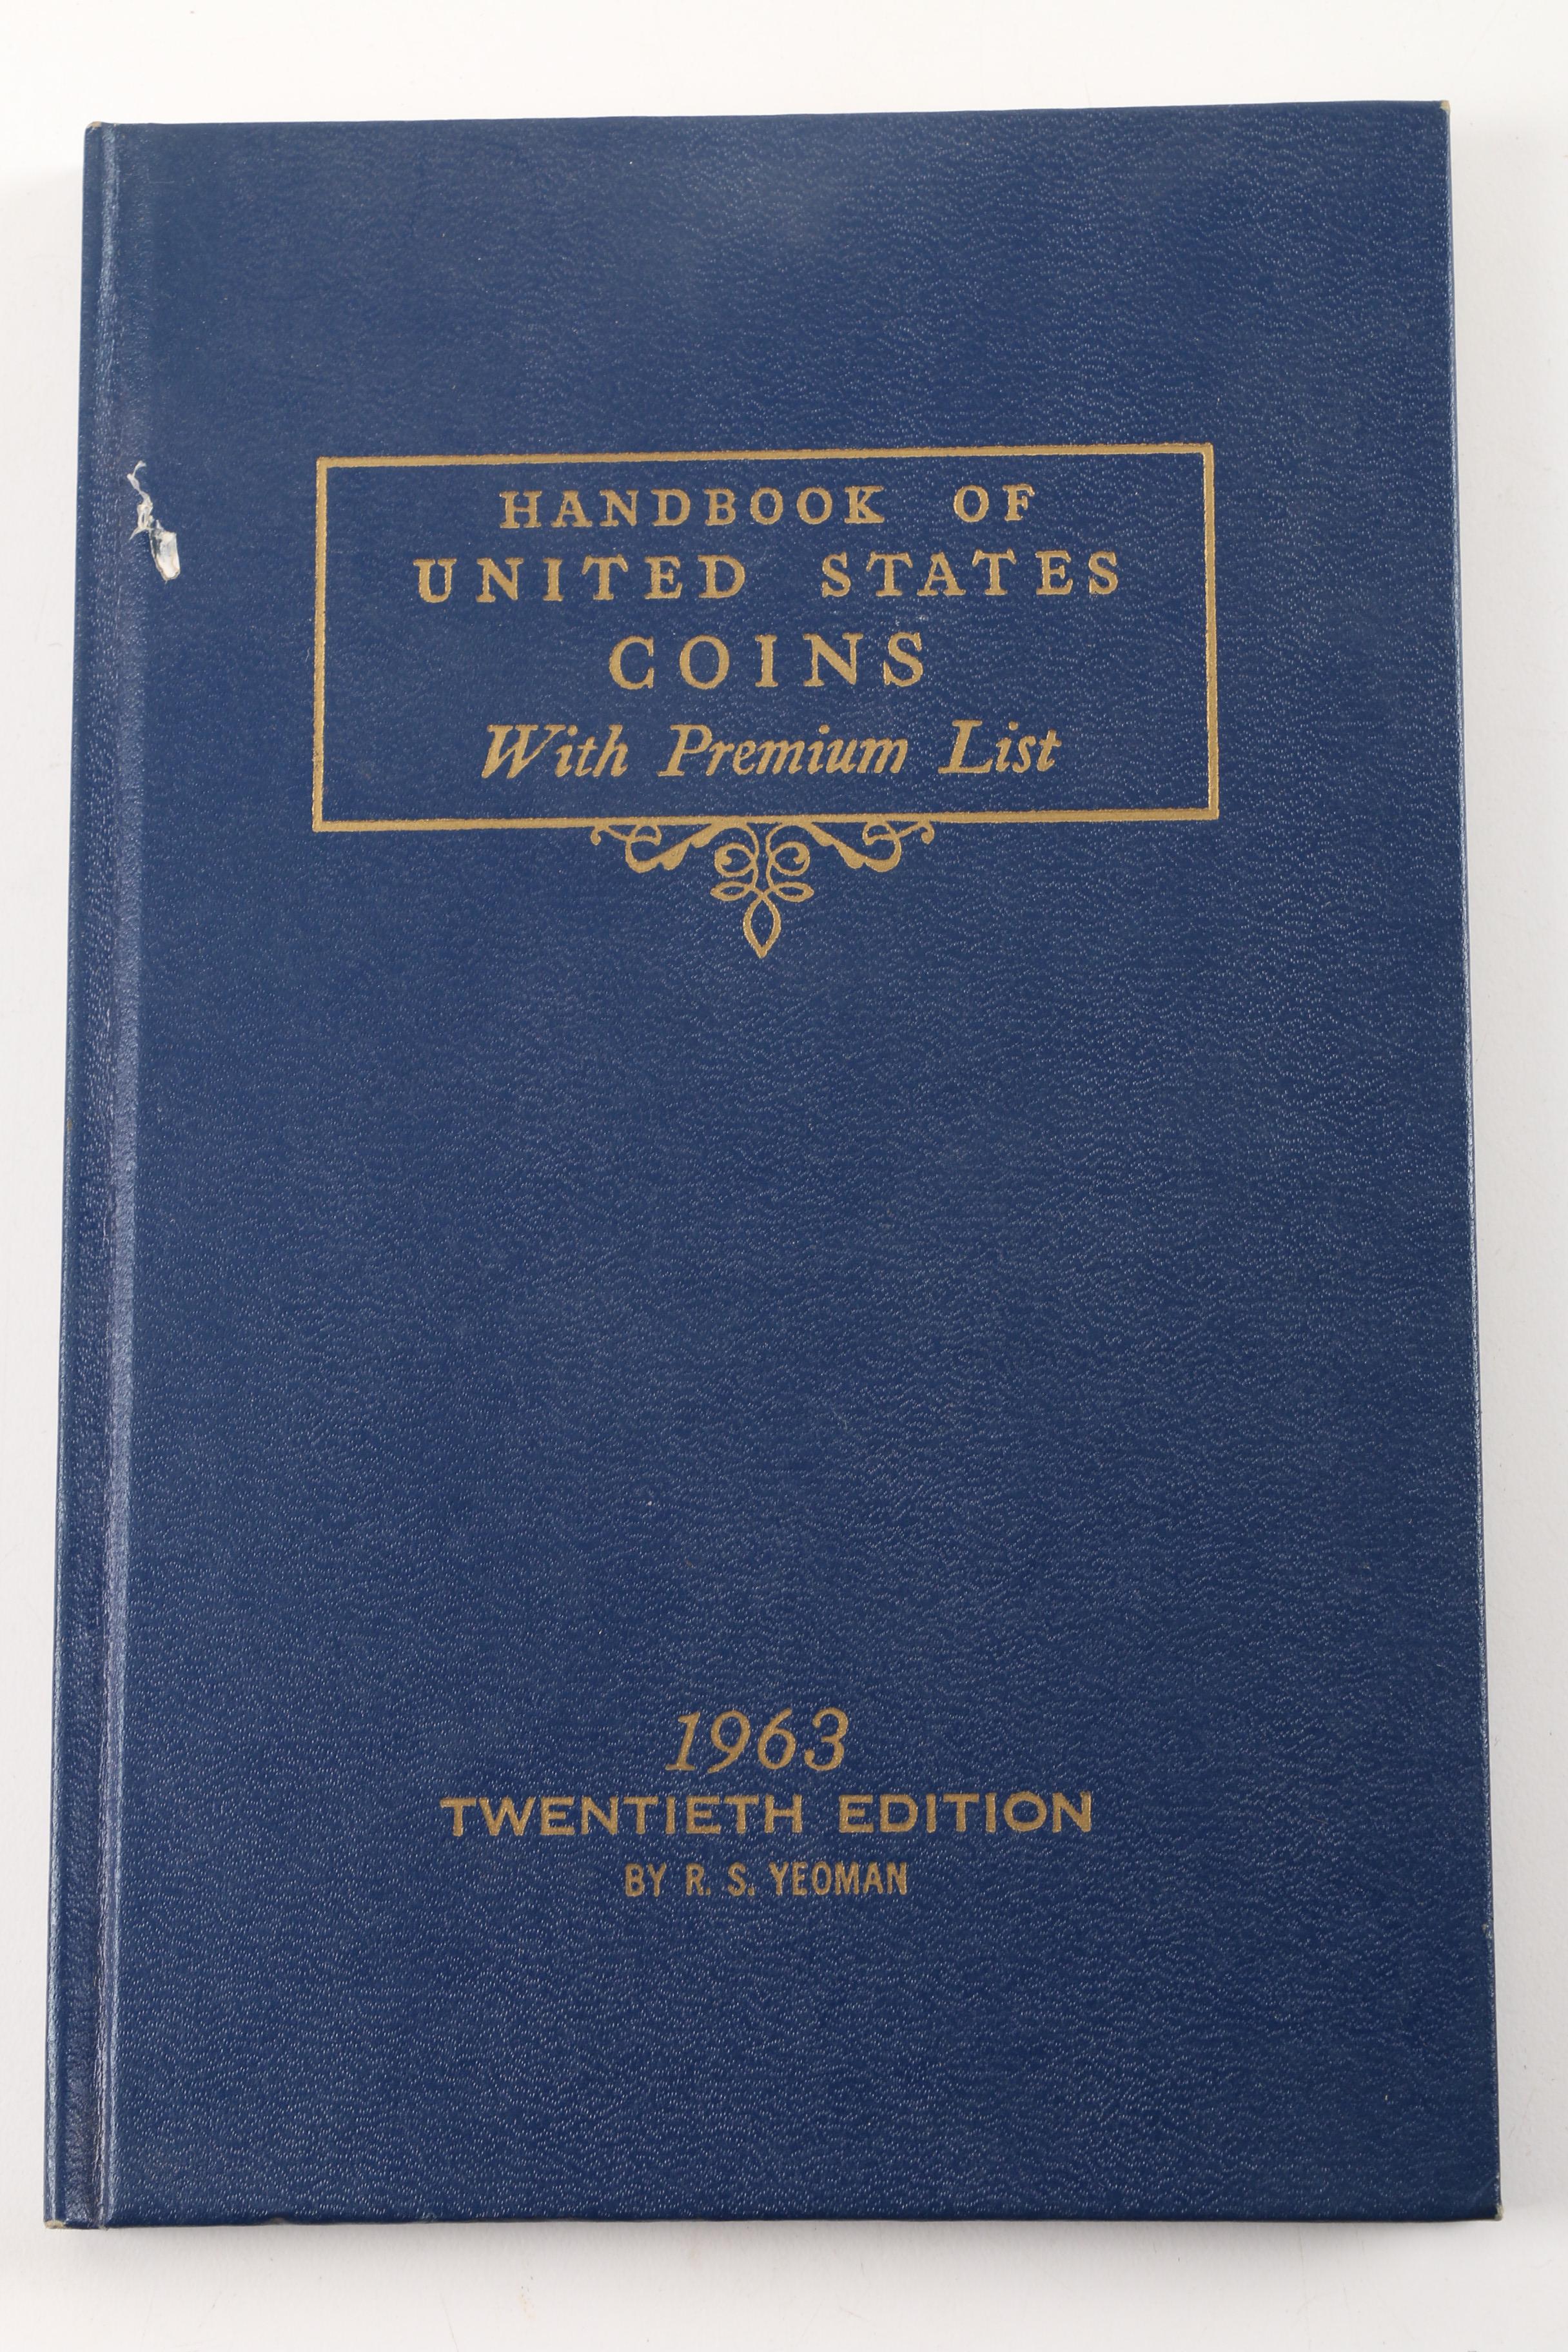 HANDBOOK OF
UNITED STATES
COINS
With Premium List
1963
TWENTIETH EDITION
BY R. S. YEOMAN